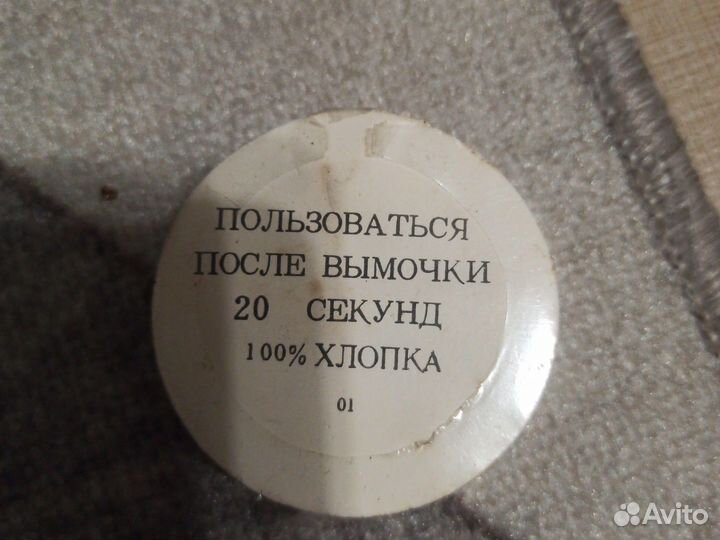 ПОЛЬЗОВАТЬСЯ
ПОСЛЕ ВЫМОЧКИ
20 СЕКУНД
100% ХЛОПКА
01
Avito